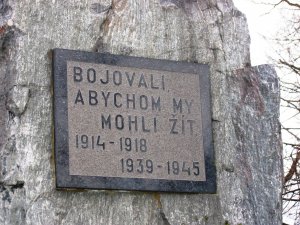 BOJOVALI,
ABYCHOM MY
MOHLI ŽÍT
1914-1918
1939-1945